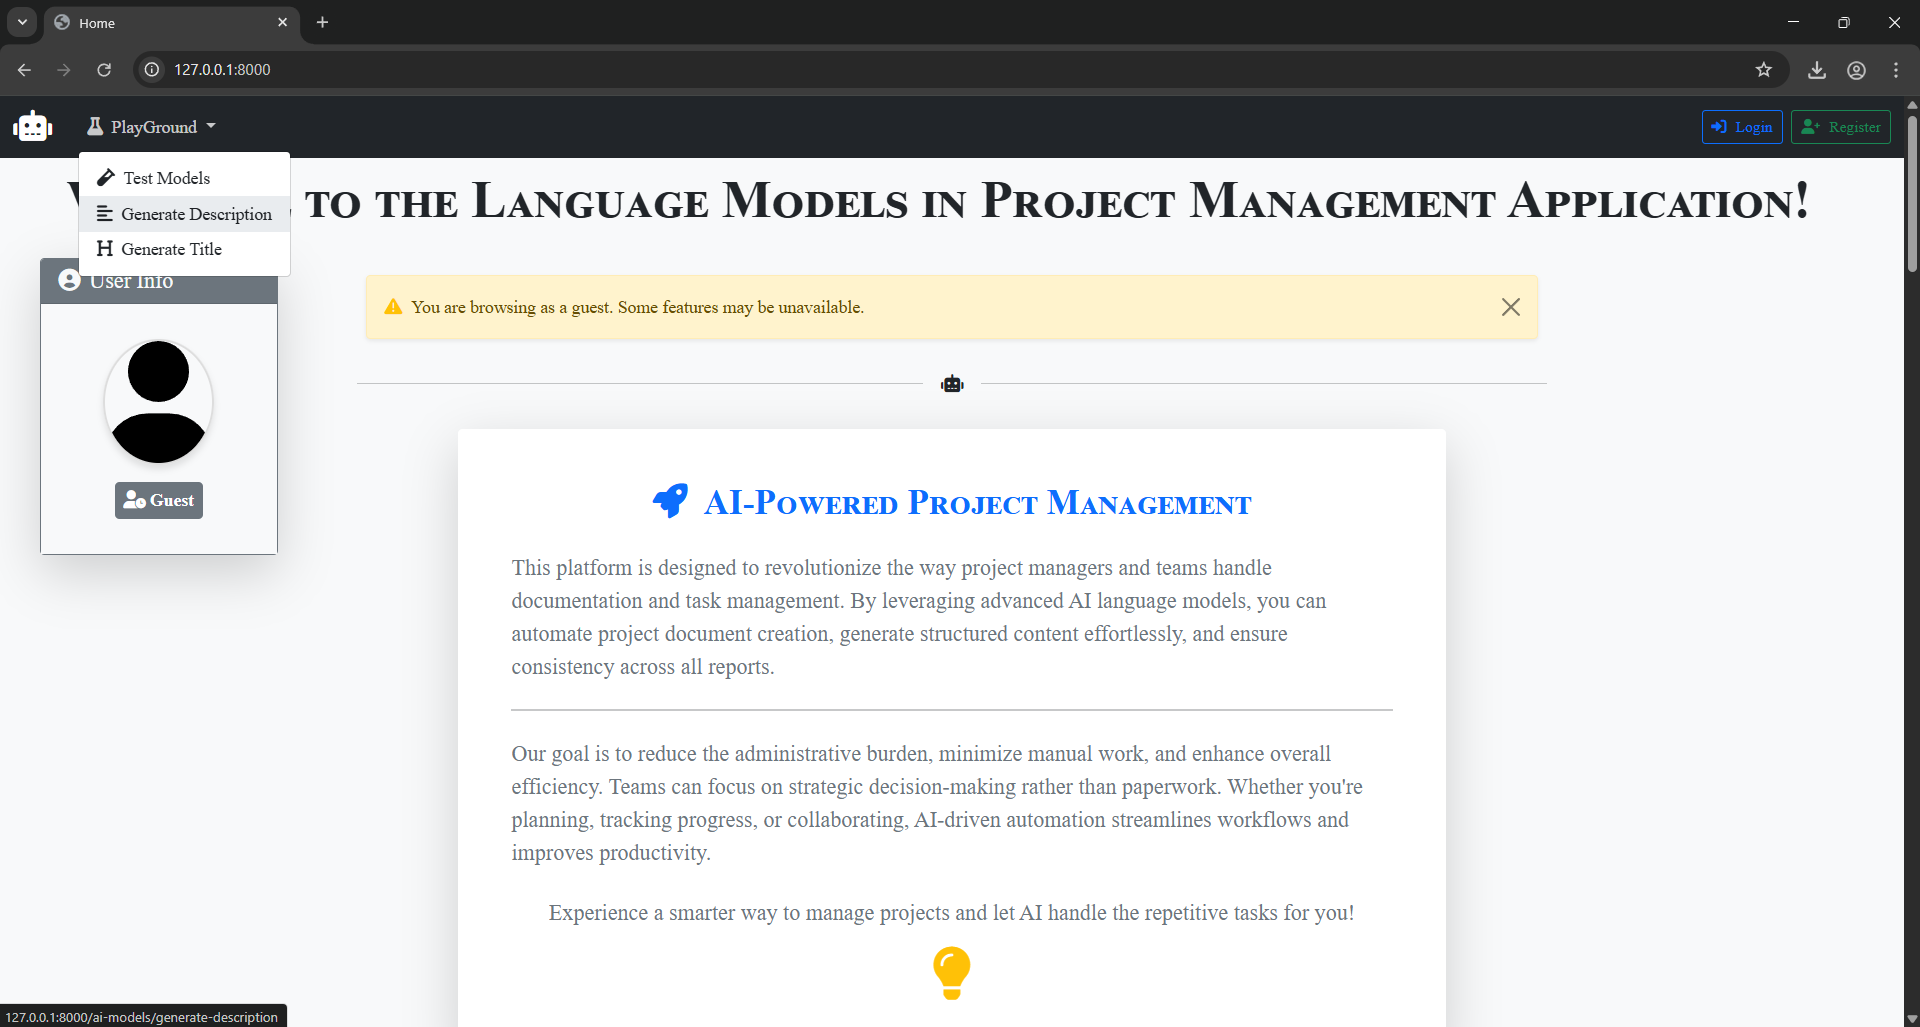 Home
127.0.0.1:8000
PlayGround
Login
Register
Test Models
Generate Description
Generate Title
to the Language Models in Project Management Application!
User Info
Guest
You are browsing as a guest. Some features may be unavailable.
AI-Powered Project Management
This platform is designed to revolutionize the way project managers and teams handle
documentation and task management. By leveraging advanced AI language models, you can
automate project document creation, generate structured content effortlessly, and ensure
consistency across all reports.
Our goal is to reduce the administrative burden, minimize manual work, and enhance overall
efficiency. Teams can focus on strategic decision-making rather than paperwork. Whether you're
planning, tracking progress, or collaborating, AI-driven automation streamlines workflows and
improves productivity.
Experience a smarter way to manage projects and let AI handle the repetitive tasks for you!
127.0.0.1:8000/ai-models/generate-description